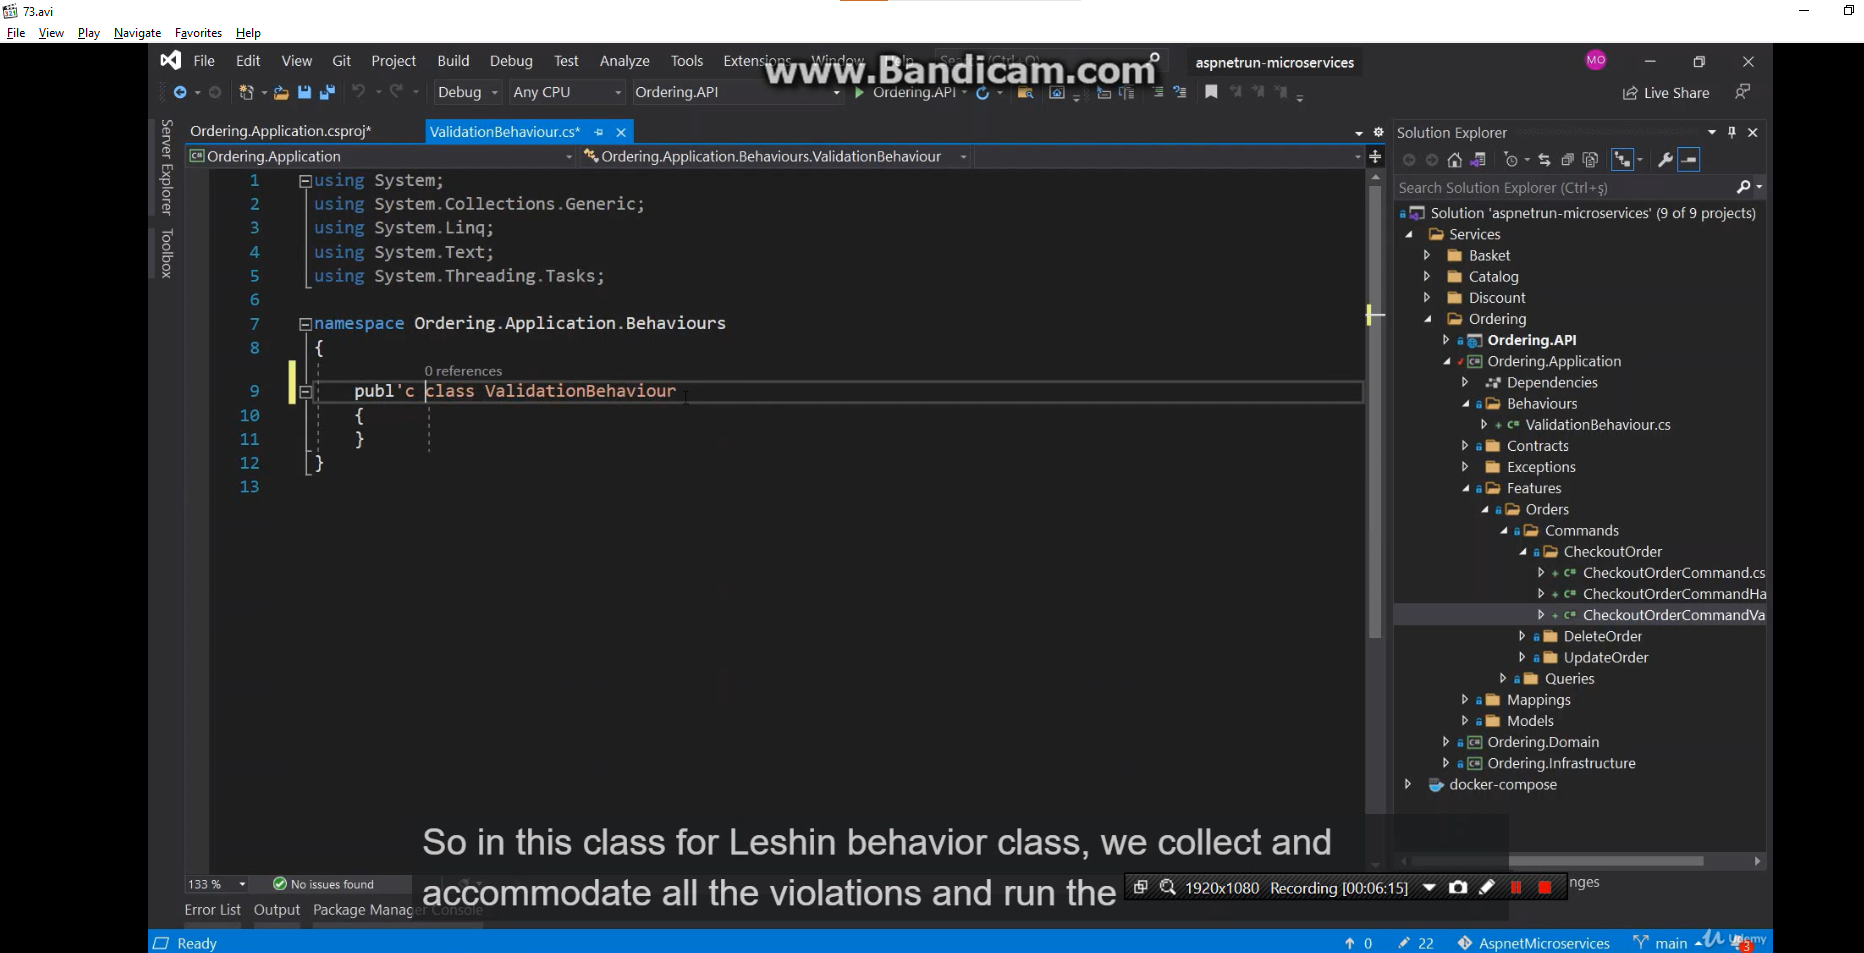 73.avi
File View Play Navigate Favorites Help
www.Bandicam.com
File Edit View Git Project Build Debug Test Analyze Tools Extensions Window Help Search (Ctrl+Q) aspnetrun-microservices MO
Debug Any CPU Ordering.API Ordering.API Live Share
Server Explorer
Toolbox
Ordering.Application.csproj* ValidationBehaviour.cs*
Ordering.Application Ordering.Application.Behaviours.ValidationBehaviour
1 using System;
2 using System.Collections.Generic;
3 using System.Linq;
4 using System.Text;
5 using System.Threading.Tasks;
6
7 namespace Ordering.Application.Behaviours
8 {
0 references
9 publ'c class ValidationBehaviour
10 {
11 }
12 }
13
Solution Explorer
Search Solution Explorer (Ctrl+ş)
Solution 'aspnetrun-microservices' (9 of 9 projects)
Services
Basket
Catalog
Discount
Ordering
Ordering.API
Ordering.Application
Dependencies
Behaviours
ValidationBehaviour.cs
Contracts
Exceptions
Features
Orders
Commands
CheckoutOrder
CheckoutOrderCommand.cs
CheckoutOrderCommandHa
CheckoutOrderCommandVa
DeleteOrder
UpdateOrder
Queries
Mappings
Models
Ordering.Domain
Ordering.Infrastructure
docker-compose
So in this class for Leshin behavior class, we collect and
accommodate all the violations and run the
133 % No issues found
1920x1080 Recording [00:06:15]
nges
Error List Output Package Manager Console
Ready 0 22 AspnetMicroservices main Udemy 3